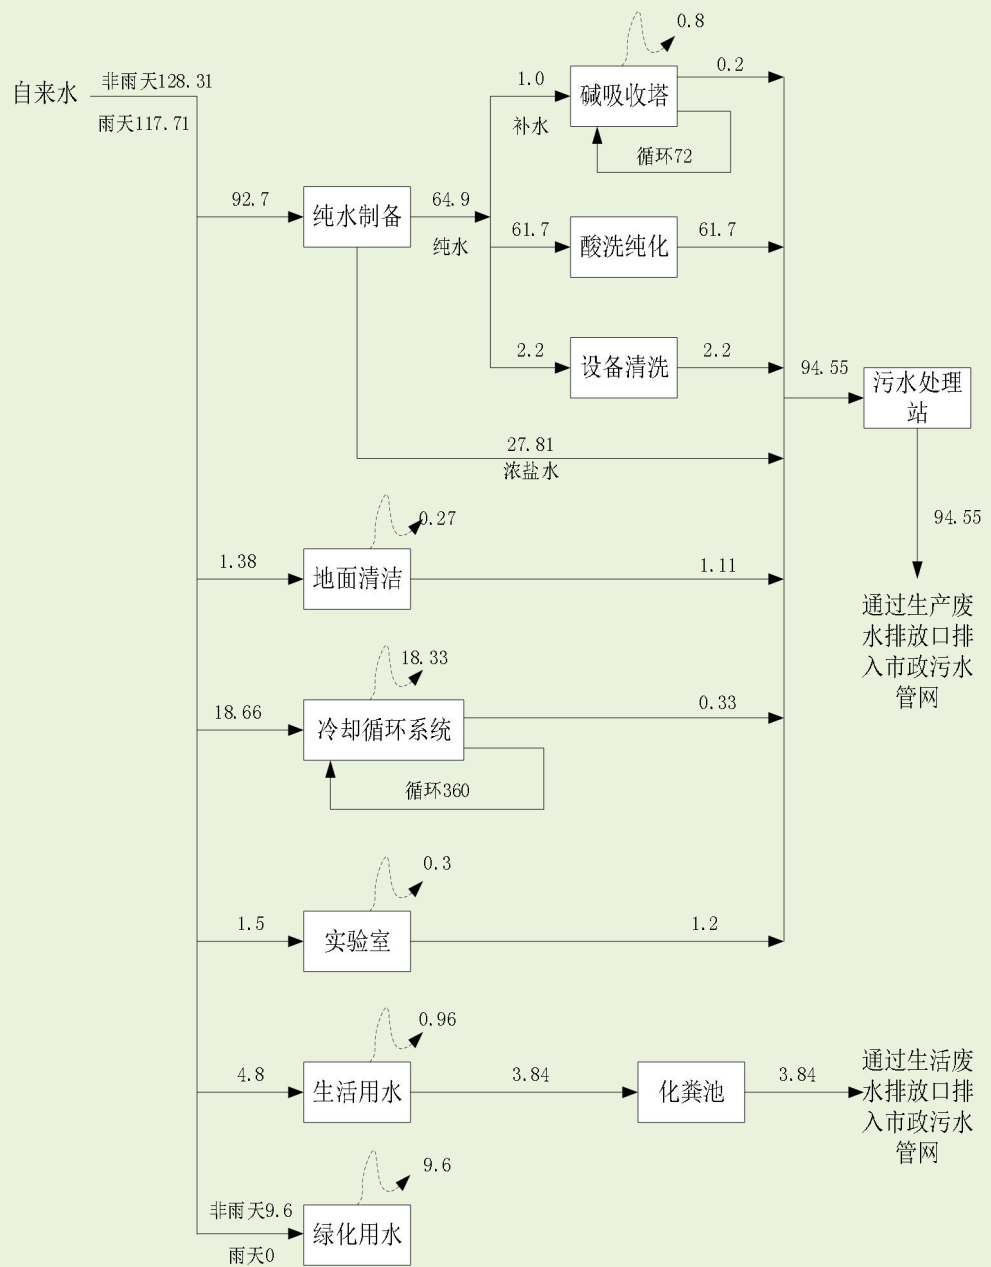 0.8
0.2
非雨天128.31
自来水
雨天117.71
1.0
补水
碱吸收塔
循环72
92.7
纯水制备
64.9
纯水
61.7
酸洗纯化
61.7
2.2
设备清洗
2.2
94.55
污水处理
站
27.81
浓盐水
94.55
0.27
1.38
地面清洁
1.11
通过生产废
水排放口排
入市政污水
管网
18.33
18.66
冷却循环系统
0.33
循环360
0.3
1.5
实验室
1.2
0.96
4.8
生活用水
3.84
化粪池
3.84
通过生活废
水排放口排
入市政污水
管网
9.6
非雨天9.6
雨天0
绿化用水